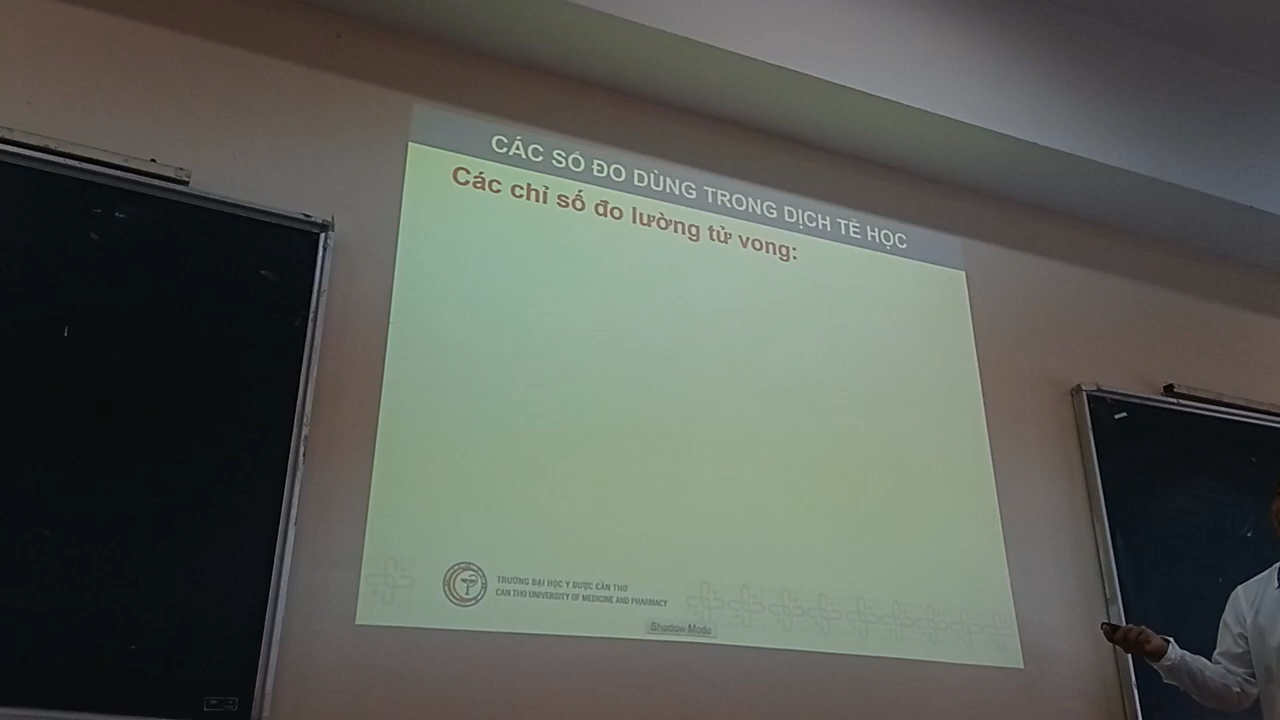 CÁC SỐ ĐO DÙNG TRONG DỊCH TỄ HỌC
Các chỉ số đo lường tử vong:
TRƯỜNG ĐẠI HỌC Y DƯỢC CẦN THƠ
CAN THO UNIVERSITY OF MEDICINE AND PHARMACY
Shadow Mode